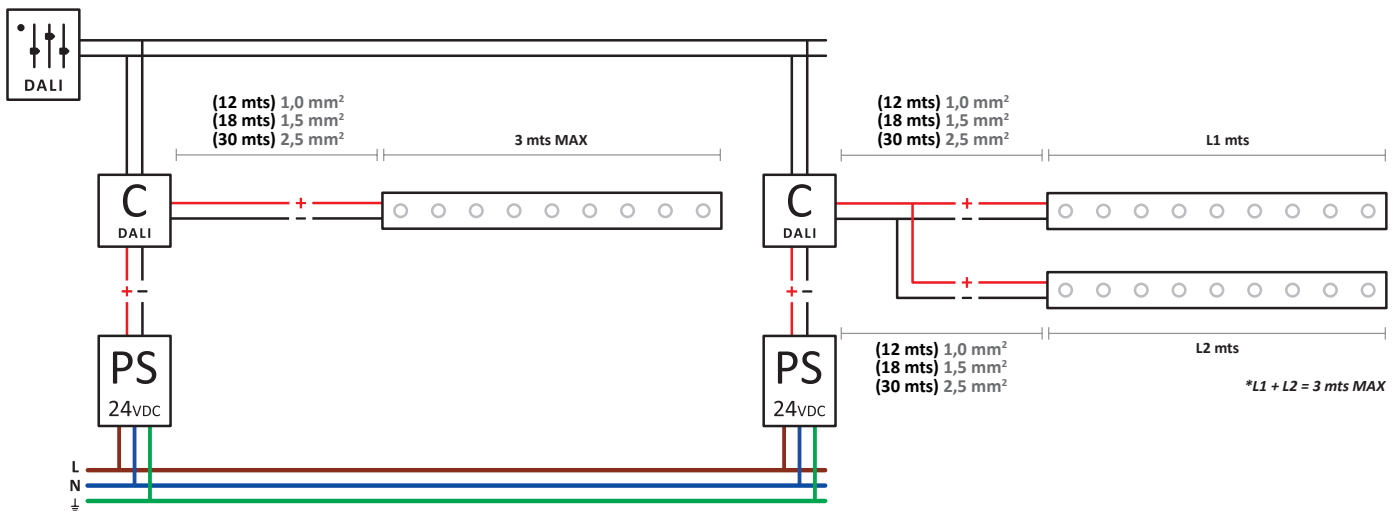 DALI
(12 mts) 1,0 mm²
(18 mts) 1,5 mm²
(30 mts) 2,5 mm²
3 mts MAX
(12 mts) 1,0 mm²
(18 mts) 1,5 mm²
(30 mts) 2,5 mm²
L1 mts
C
DALI
+
−
C
DALI
+
−
+
−
+ −
+ −
PS
24VDC
PS
24VDC
(12 mts) 1,0 mm²
(18 mts) 1,5 mm²
(30 mts) 2,5 mm²
L2 mts
*L1 + L2 = 3 mts MAX
L
N